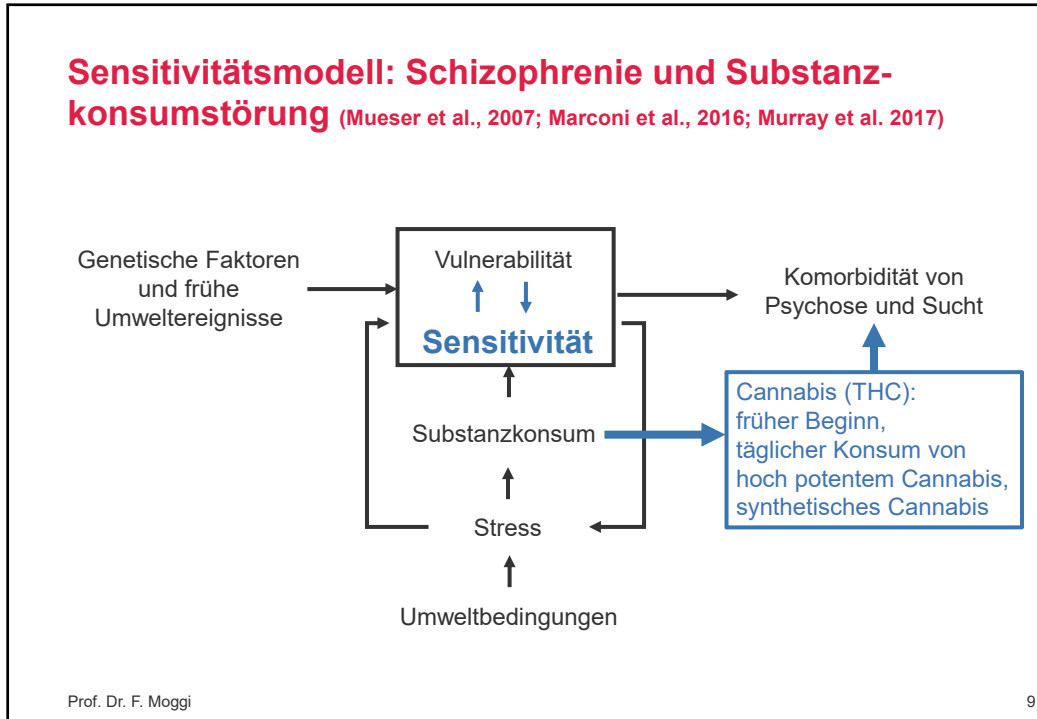 Sensitivitätsmodell: Schizophrenie und Substanz-
konsumstörung (Mueser et al., 2007; Marconi et al., 2016; Murray et al. 2017)
Genetische Faktoren
und frühe
Umweltereignisse
Vulnerabilität
Sensitivität
Komorbidität von
Psychose und Sucht
Substanzkonsum
Cannabis (THC):
früher Beginn,
täglicher Konsum von
hoch potentem Cannabis,
synthetisches Cannabis
Stress
Umweltbedingungen
Prof. Dr. F. Moggi
9